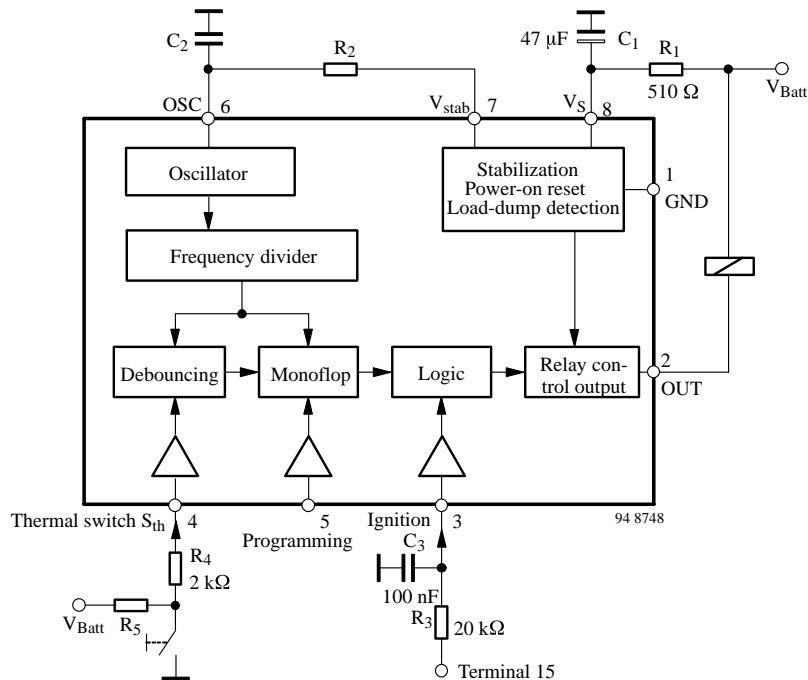 C2
R2
47 µF
C1
R1
510 Ω
VBatt
OSC
6
Vstab
7
VS
8
Oscillator
Stabilization
Power-on reset
Load-dump detection
1
GND
Frequency divider
Debouncing
Monoflop
Logic
Relay con-
trol output
2
OUT
Thermal switch Sth
4
5
Programming
Ignition
3
94 8748
R4
2 kΩ
C3
100 nF
VBatt
R5
R3
20 kΩ
Terminal 15